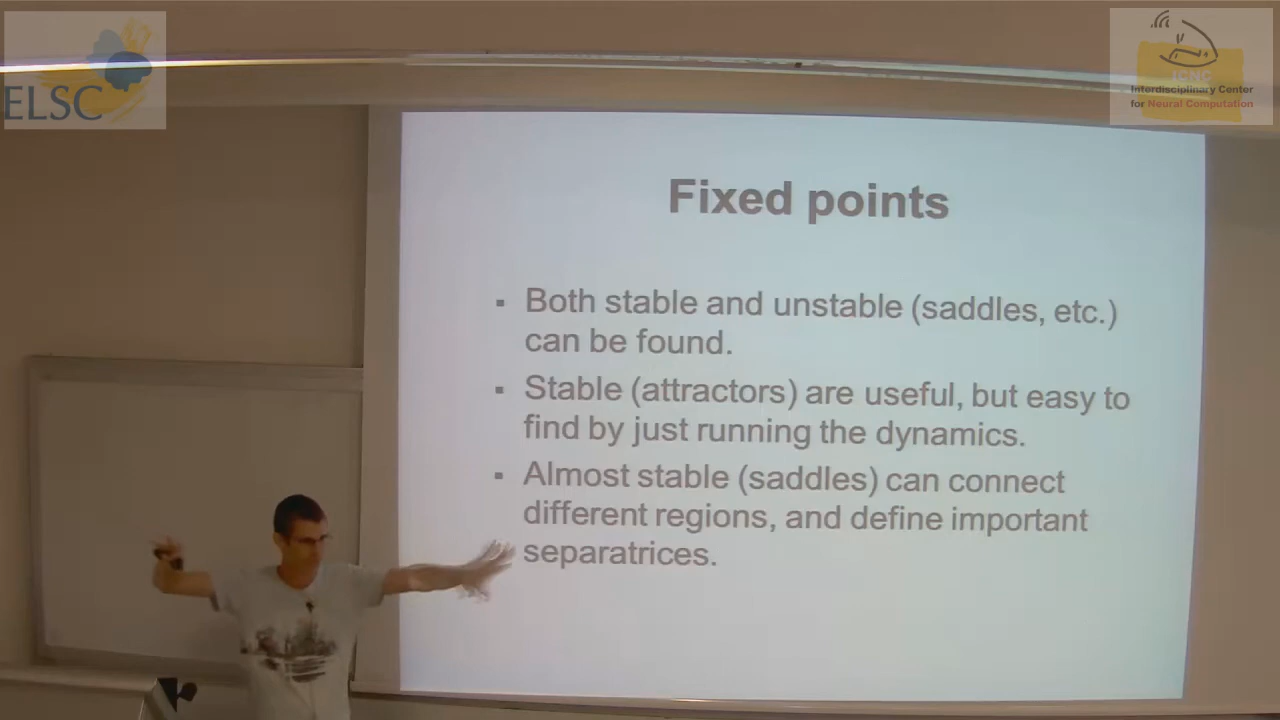 ELSC
ICNC
Interdisciplinary Center
for Neural Computation
Fixed points
▪ Both stable and unstable (saddles, etc.)
can be found.
▪ Stable (attractors) are useful, but easy to
find by just running the dynamics.
▪ Almost stable (saddles) can connect
different regions, and define important
separatrices.